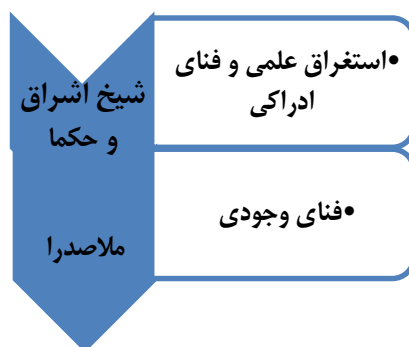 شیخ اشراق
و حکما
•استغراق علمی و فنای
ادراکی
ملاصدرا
•فنای وجودی